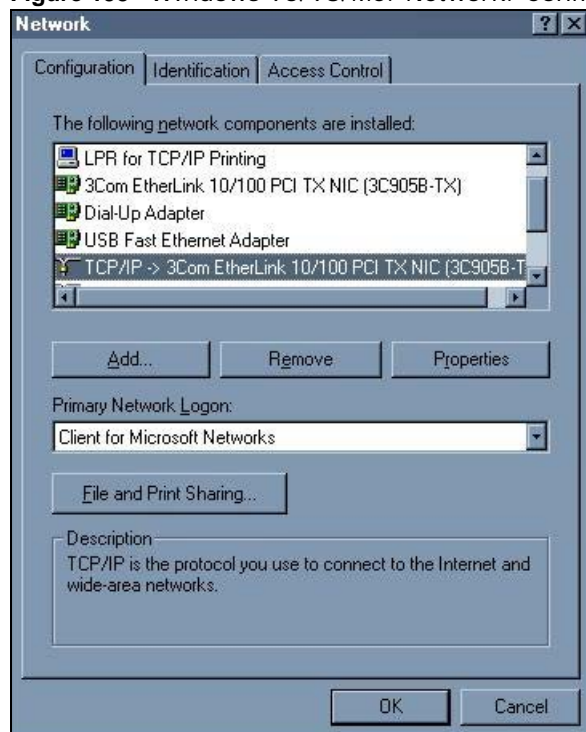 Network
Configuration Identification Access Control
The following network components are installed:
LPR for TCP/IP Printing
3Com EtherLink 10/100 PCI TX NIC (3C905B-TX)
Dial-Up Adapter
USB Fast Ethernet Adapter
TCP/IP -> 3Com EtherLink 10/100 PCI TX NIC (3C905B-T
Add... Remove Properties
Primary Network Logon:
Client for Microsoft Networks
File and Print Sharing...
Description
TCP/IP is the protocol you use to connect to the Internet and
wide-area networks.
OK Cancel